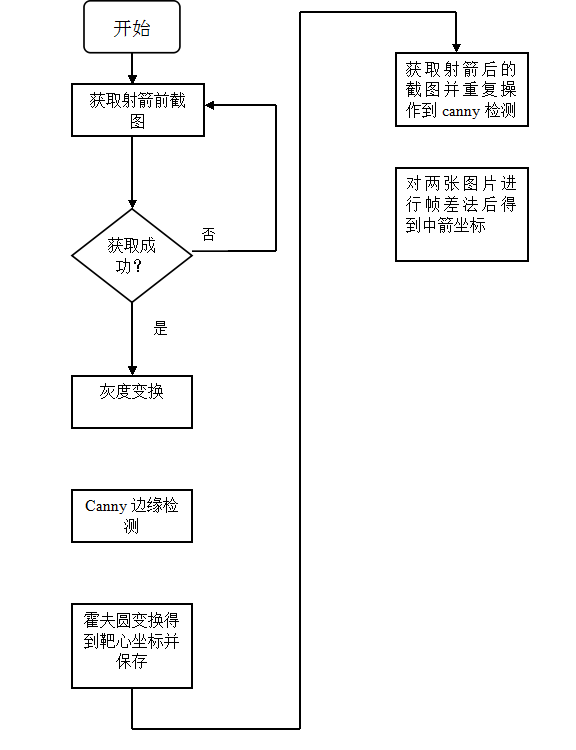 开始
获取射箭前截
图
获取成
功？
否
是
灰度变换
Canny 边缘检
测
霍夫圆变换得
到靶心坐标并
保存
获取射箭后的
截图并重复操
作到 canny 检测
对两张图片进
行帧差法后得
到中箭坐标